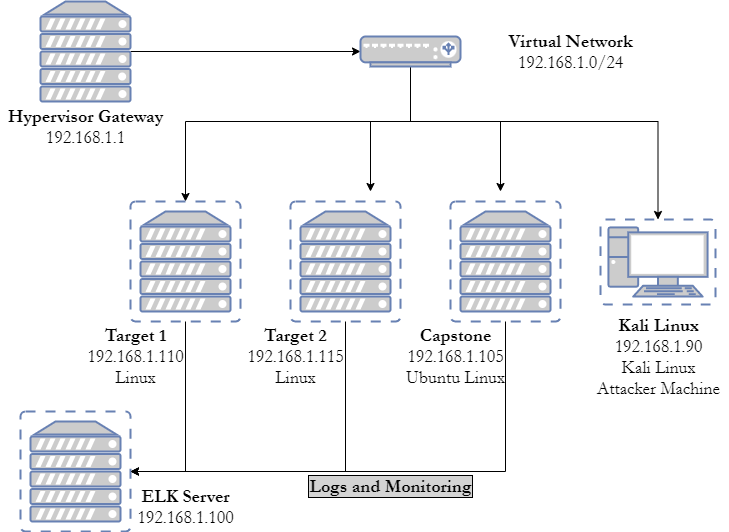 Virtual Network
192.168.1.0/24
Hypervisor Gateway
192.168.1.1
Target 1
192.168.1.110
Linux
Target 2
192.168.1.115
Linux
Capstone
192.168.1.105
Ubuntu Linux
Kali Linux
192.168.1.90
Kali Linux
Attacker Machine
Logs and Monitoring
ELK Server
192.168.1.100